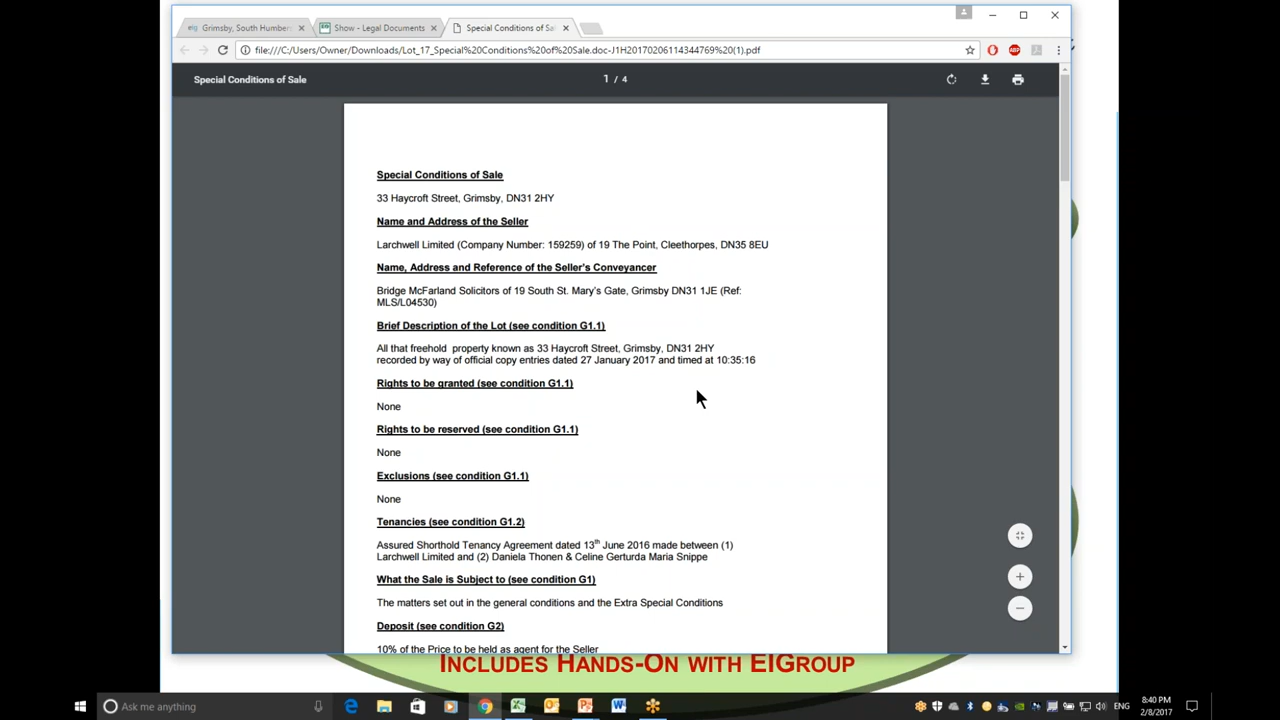 Grimsby, South Humbers
Show - Legal Documents
Special Conditions of Sa
file:///C:/Users/Owner/Downloads/Lot_17_Special%20Conditions%20of%20Sale.doc-J1H20170206114344769%20(1).pdf
Special Conditions of Sale
1 / 4
Special Conditions of Sale
33 Haycroft Street, Grimsby, DN31 2HY
Name and Address of the Seller
Larchwell Limited (Company Number: 159259) of 19 The Point, Cleethorpes, DN35 8EU
Name, Address and Reference of the Seller's Conveyancer
Bridge McFarland Solicitors of 19 South St. Mary's Gate, Grimsby DN31 1JE (Ref:
MLS/L04530)
Brief Description of the Lot (see condition G1.1)
All that freehold property known as 33 Haycroft Street, Grimsby, DN31 2HY
recorded by way of official copy entries dated 27 January 2017 and timed at 10:35:16
Rights to be granted (see condition G1.1)
None
Rights to be reserved (see condition G1.1)
None
Exclusions (see condition G1.1)
None
Tenancies (see condition G1.2)
Assured Shorthold Tenancy Agreement dated 13th June 2016 made between (1)
Larchwell Limited and (2) Daniela Thonen & Celine Gerturda Maria Snippe
What the Sale is Subject to (see condition G1)
The matters set out in the general conditions and the Extra Special Conditions
Deposit (see condition G2)
10% of the Price to be held as agent for the Seller
INCLUDES HANDS-ON WITH EIGROUP
Ask me anything
ENG
8:40 PM
2/8/2017